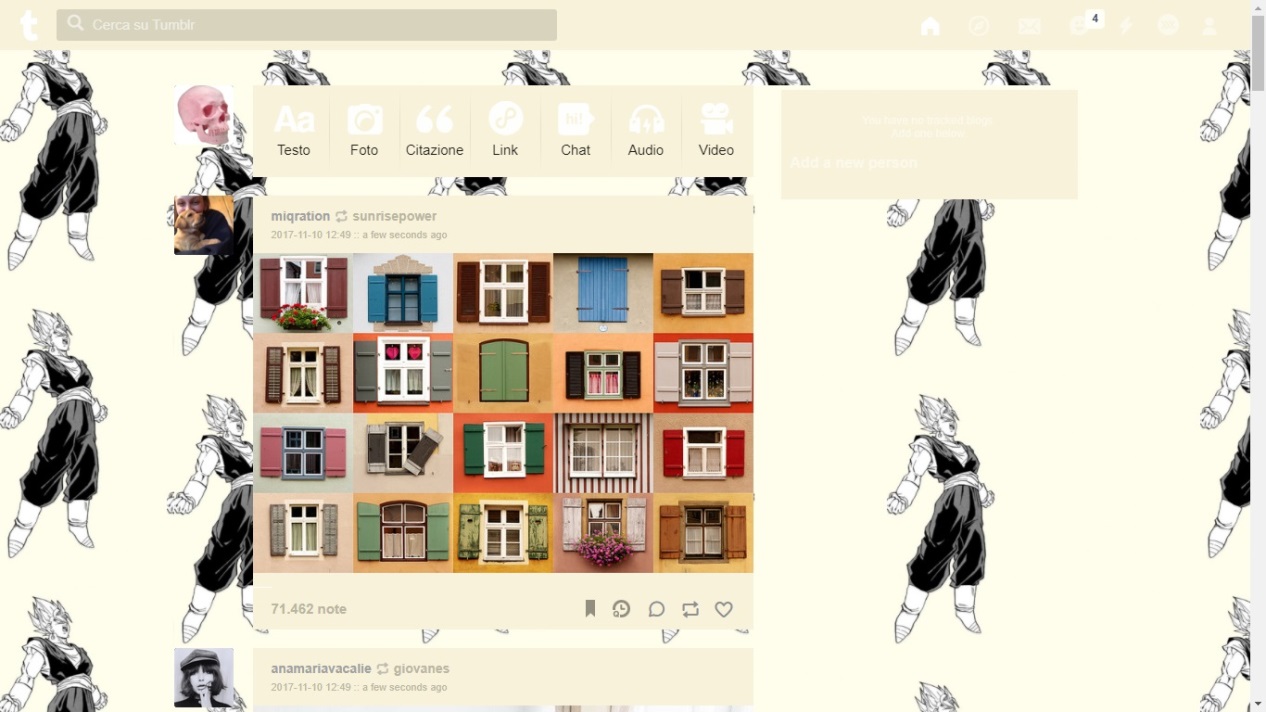 t
Cerca su Tumblr
4
Aa
hi!
Testo
Foto
Citazione
Link
Chat
Audio
Video
You have no tracked blogs.
Add one below:
Add a new person
miqration sunrisepower
2017-11-10 12:49 :: a few seconds ago
71.462 note
anamariavacalie giovanes
2017-11-10 12:49 :: a few seconds ago